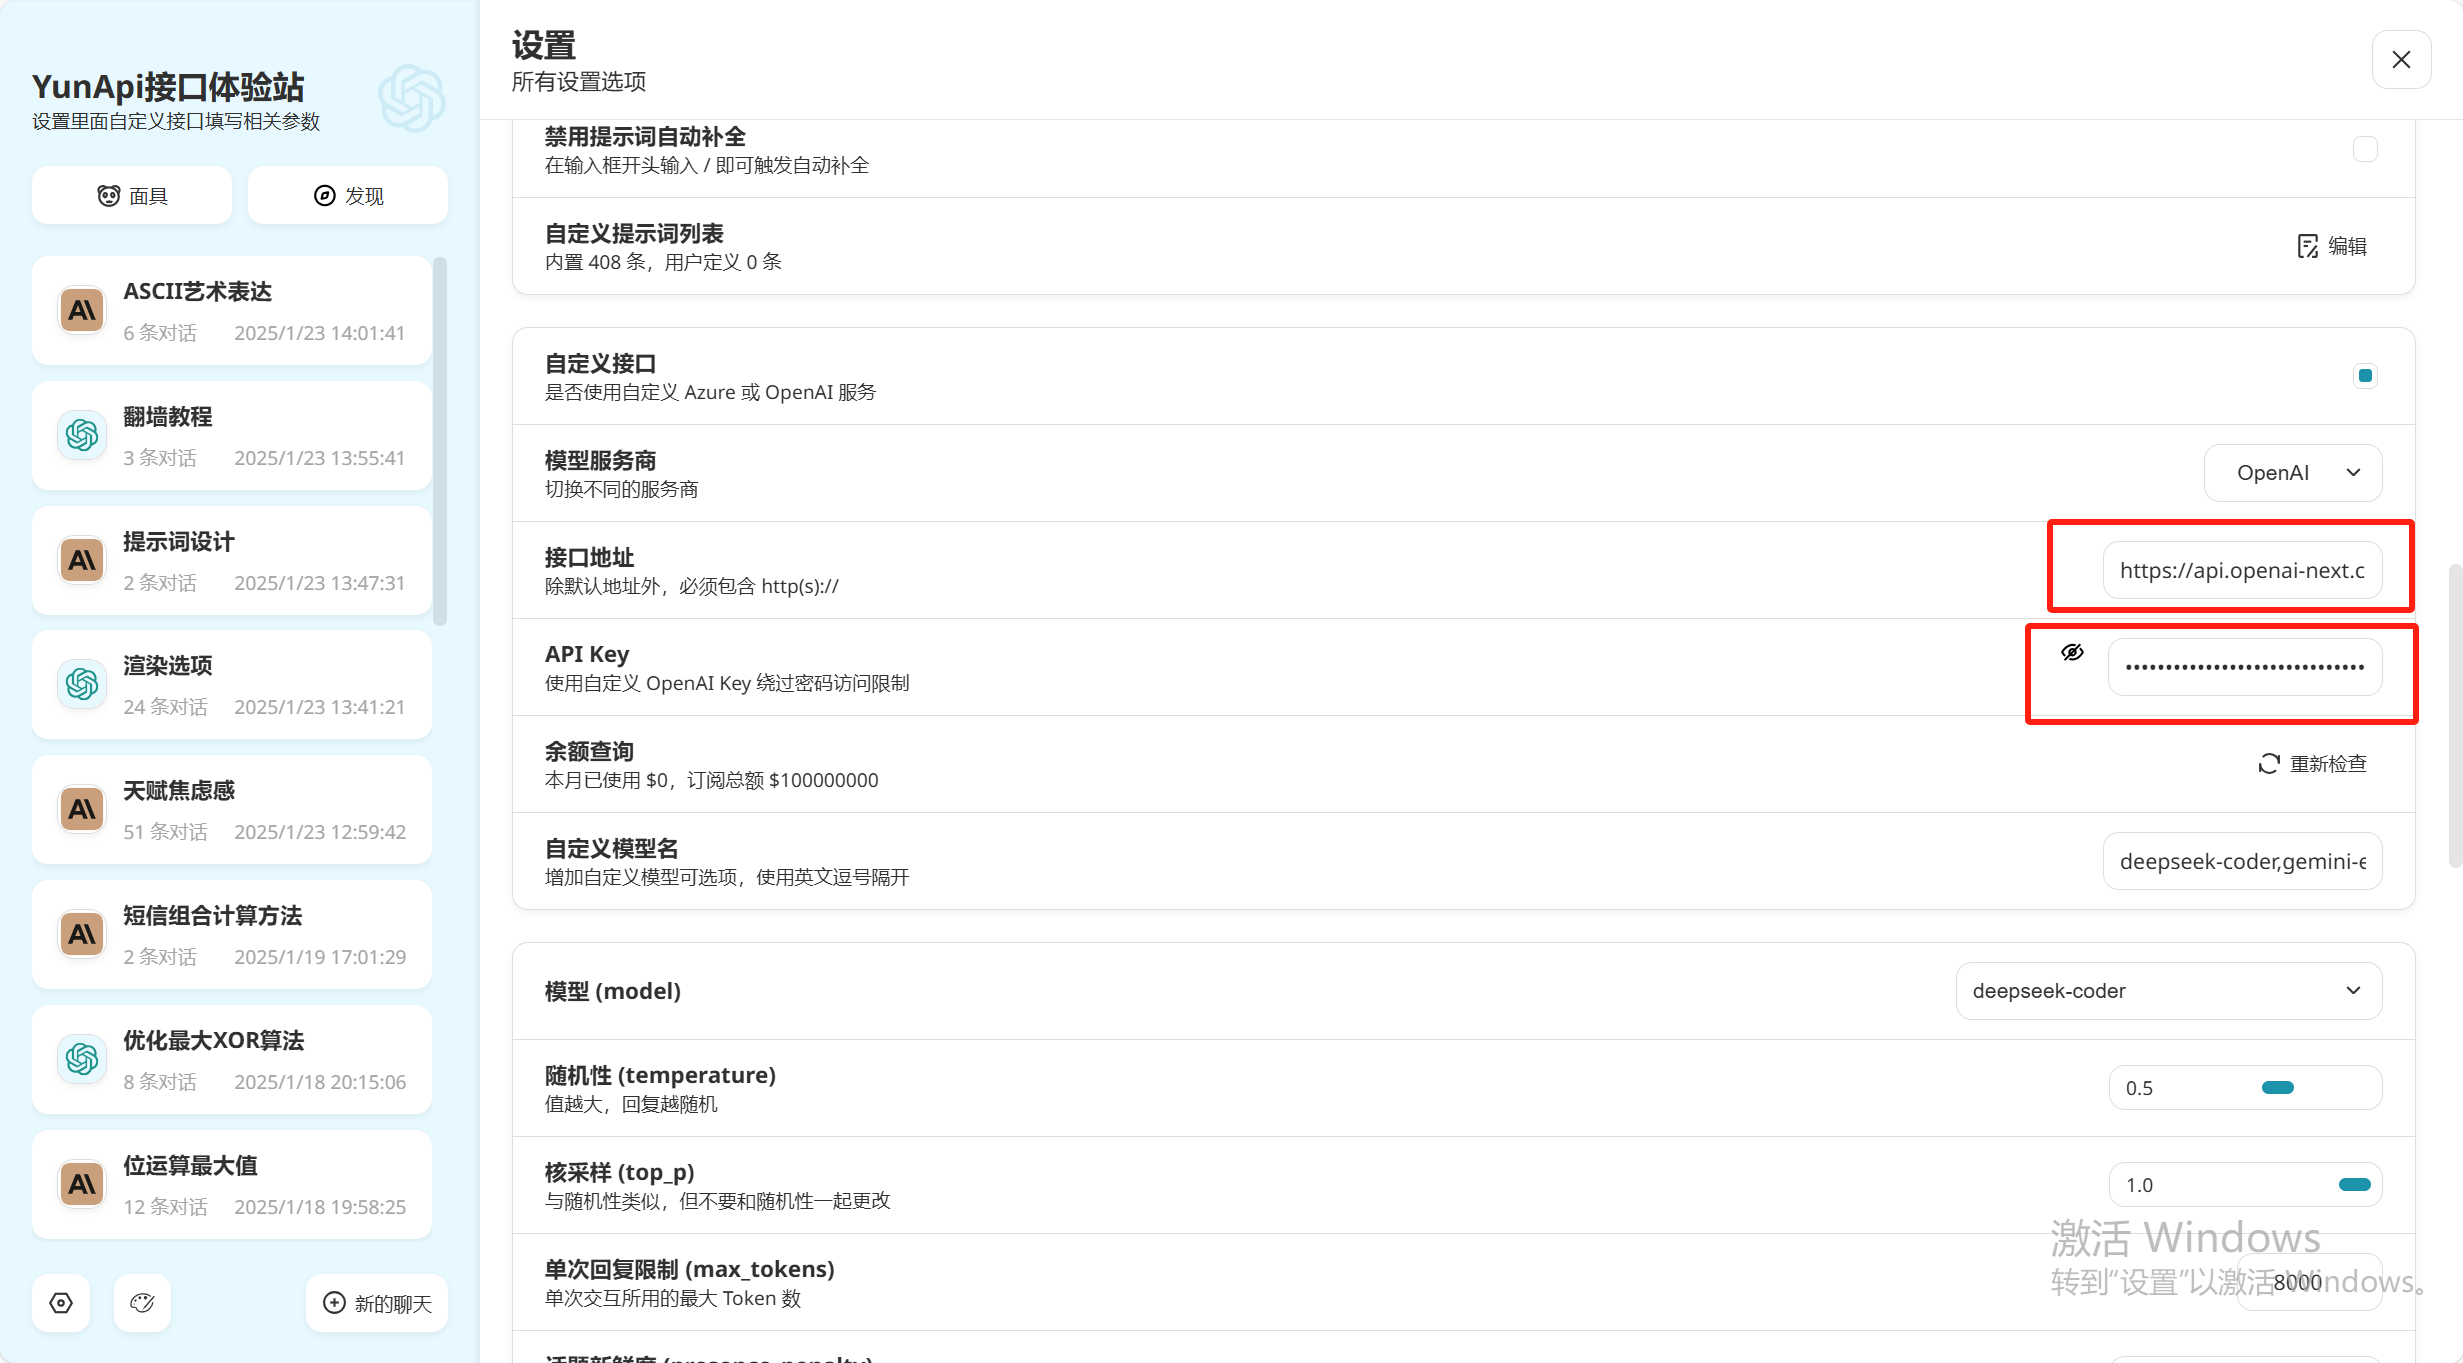 YunApi接口体验站
设置里面自定义接口填写相关参数
面具
发现
ASCII艺术表达
6 条对话 2025/1/23 14:01:41
翻墙教程
3 条对话 2025/1/23 13:55:41
提示词设计
2 条对话 2025/1/23 13:47:31
渲染选项
24 条对话 2025/1/23 13:41:21
天赋焦虑感
51 条对话 2025/1/23 12:59:42
短信组合计算方法
2 条对话 2025/1/19 17:01:29
优化最大XOR算法
8 条对话 2025/1/18 20:15:06
位运算最大值
12 条对话 2025/1/18 19:58:25
新的聊天
设置
所有设置选项
禁用提示词自动补全
在输入框开头输入 / 即可触发自动补全
自定义提示词列表
内置 408 条，用户定义 0 条
编辑
自定义接口
是否使用自定义 Azure 或 OpenAI 服务
模型服务商
切换不同的服务商
OpenAI
接口地址
除默认地址外，必须包含 http(s)://
https://api.openai-next.c
API Key
使用自定义 OpenAI Key 绕过密码访问限制
••••••••••••••••••••••••••••••
余额查询
本月已使用 $0，订阅总额 $100000000
重新检查
自定义模型名
增加自定义模型可选项，使用英文逗号隔开
deepseek-coder,gemini-e
模型 (model)
deepseek-coder
随机性 (temperature)
值越大，回复越随机
0.5
核采样 (top_p)
与随机性类似，但不要和随机性一起更改
1.0
单次回复限制 (max_tokens)
单次交互所用的最大 Token 数
8000
激活 Windows
转到“设置”以激活 Windows。
话题新鲜度 (presence_penalty)